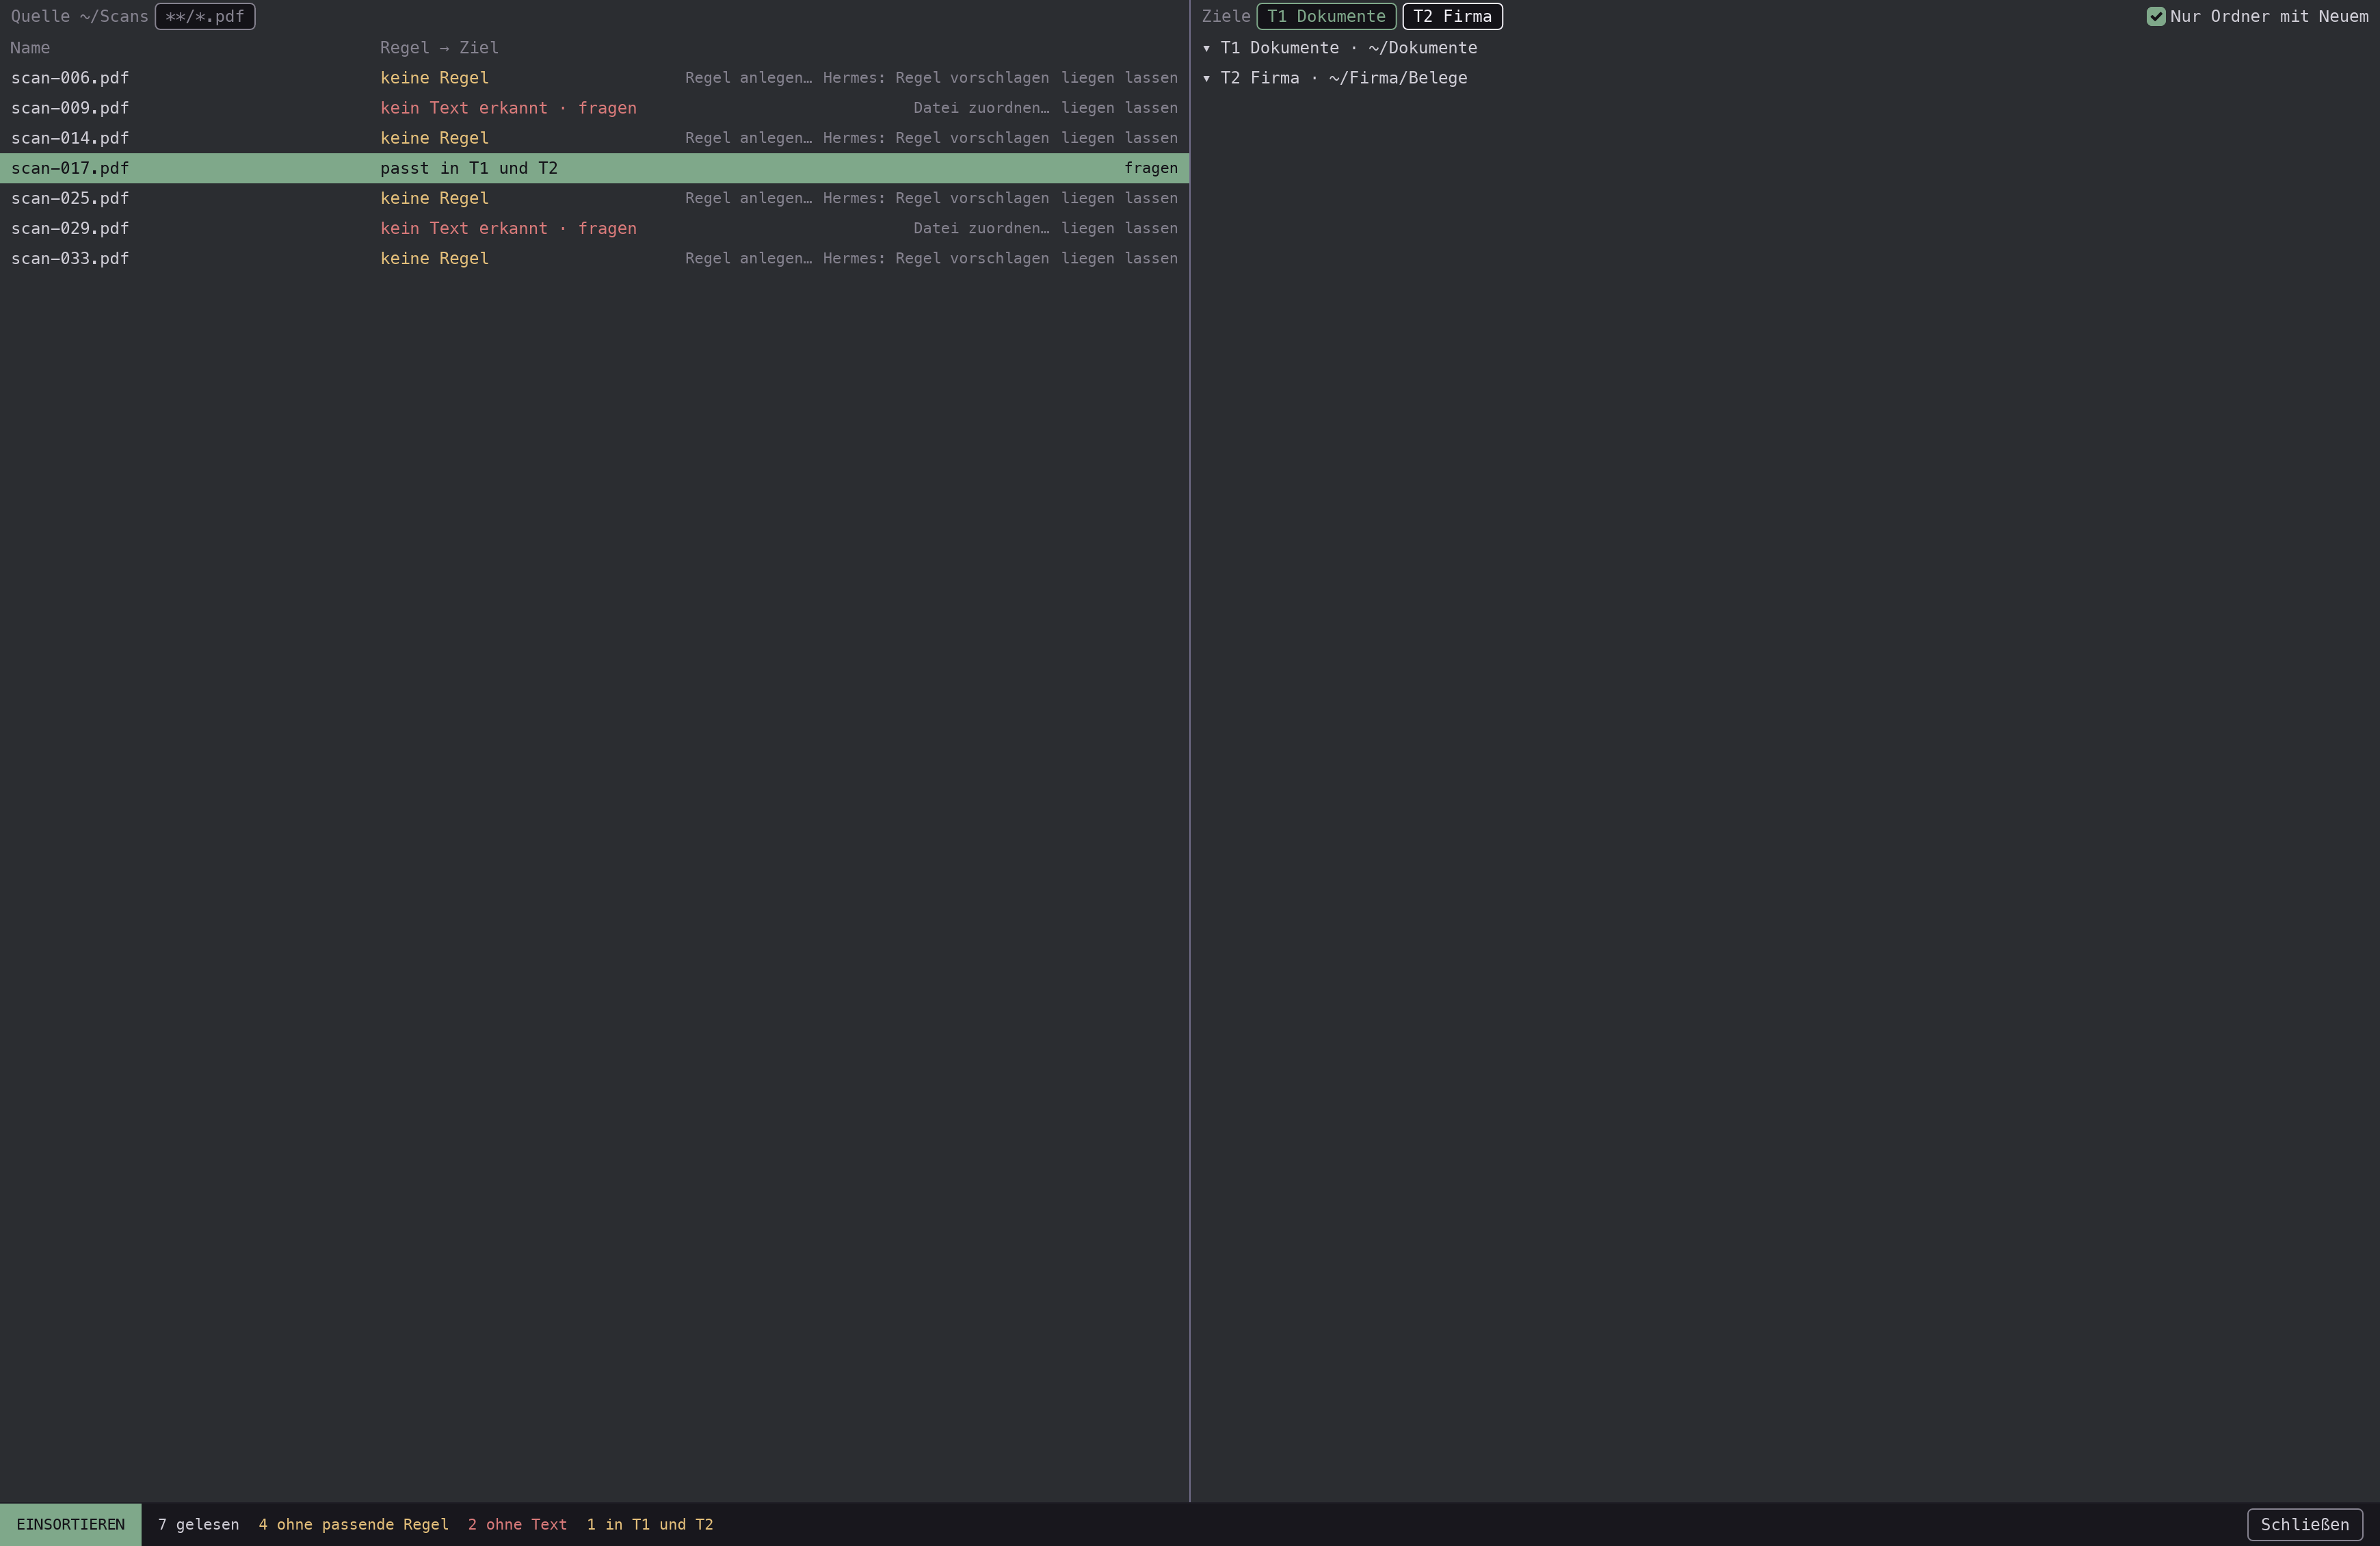 Quelle ~/Scans **/*.pdf
Name Regel → Ziel
scan-006.pdf keine Regel Regel anlegen… Hermes: Regel vorschlagen liegen lassen
scan-009.pdf kein Text erkannt · fragen Datei zuordnen… liegen lassen
scan-014.pdf keine Regel Regel anlegen… Hermes: Regel vorschlagen liegen lassen
scan-017.pdf passt in T1 und T2 fragen
scan-025.pdf keine Regel Regel anlegen… Hermes: Regel vorschlagen liegen lassen
scan-029.pdf kein Text erkannt · fragen Datei zuordnen… liegen lassen
scan-033.pdf keine Regel Regel anlegen… Hermes: Regel vorschlagen liegen lassen
Ziele T1 Dokumente T2 Firma Nur Ordner mit Neuem
▾ T1 Dokumente · ~/Dokumente
▾ T2 Firma · ~/Firma/Belege
EINSORTIEREN 7 gelesen 4 ohne passende Regel 2 ohne Text 1 in T1 und T2 Schließen